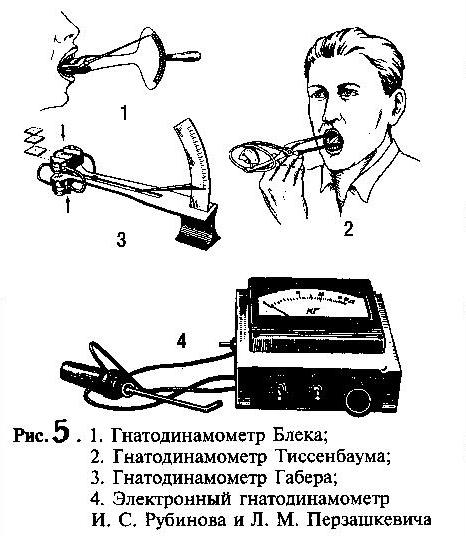 1
2
3
4
КГ
Рис.5. 1. Гнатодинамометр Блека;
2. Гнатодинамометр Тиссенбаума;
3. Гнатодинамометр Габера;
4. Электронный гнатодинамометр
И. С. Рубинова и Л. М. Перзашкевича